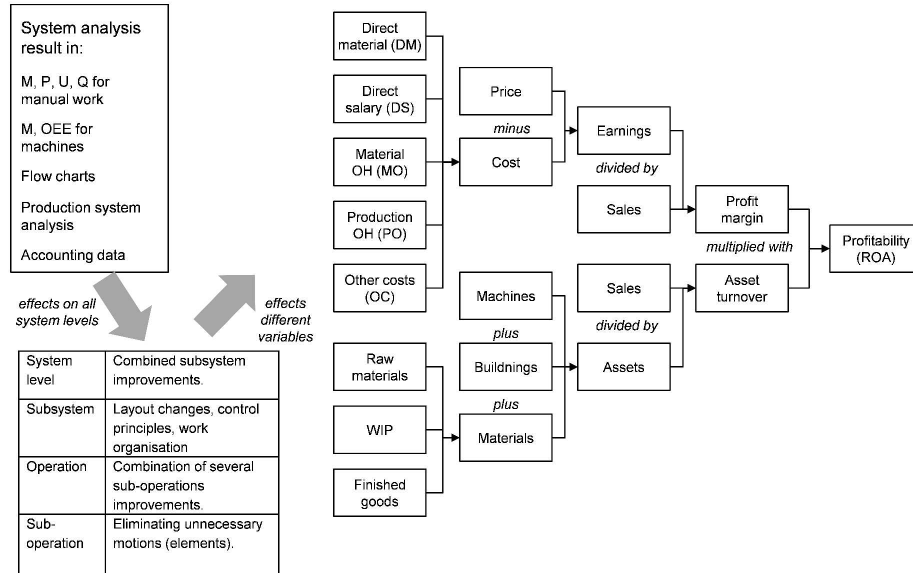 System analysis
result in:
M, P, U, Q for
manual work
M, OEE for
machines
Flow charts
Production system
analysis
Accounting data
effects on all
system levels
effects
different
variables
System
level
Combined subsystem
improvements.
Subsystem
Layout changes, control
principles, work
organisation
Operation
Combination of several
sub-operations
improvements.
Sub-
operation
Eliminating unnecessary
motions (elements).
Direct
material (DM)
Direct
salary (DS)
Material
OH (MO)
Production
OH (PO)
Other costs
(OC)
Raw
materials
WIP
Finished
goods
Price
minus
Cost
Machines
plus
Buildnings
plus
Materials
Earnings
divided by
Sales
Sales
divided by
Assets
Profit
margin
multiplied with
Asset
turnover
Profitability
(ROA)